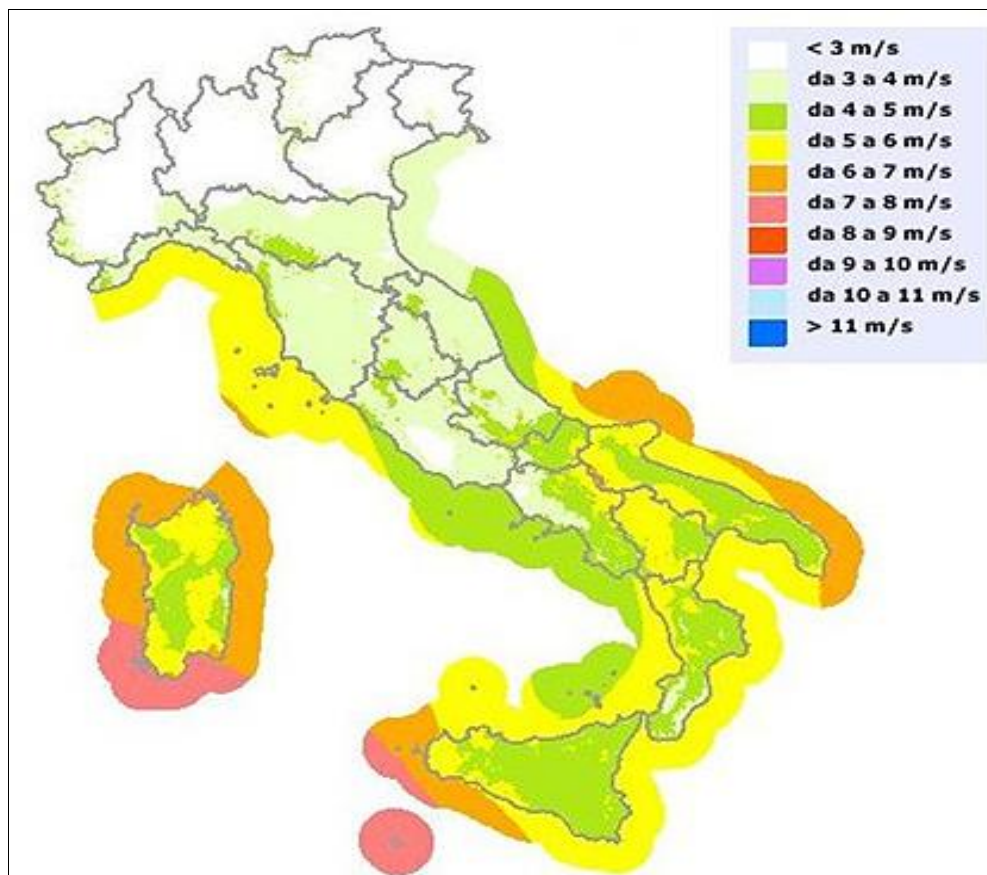 < 3 m/s
da 3 a 4 m/s
da 4 a 5 m/s
da 5 a 6 m/s
da 6 a 7 m/s
da 7 a 8 m/s
da 8 a 9 m/s
da 9 a 10 m/s
da 10 a 11 m/s
> 11 m/s